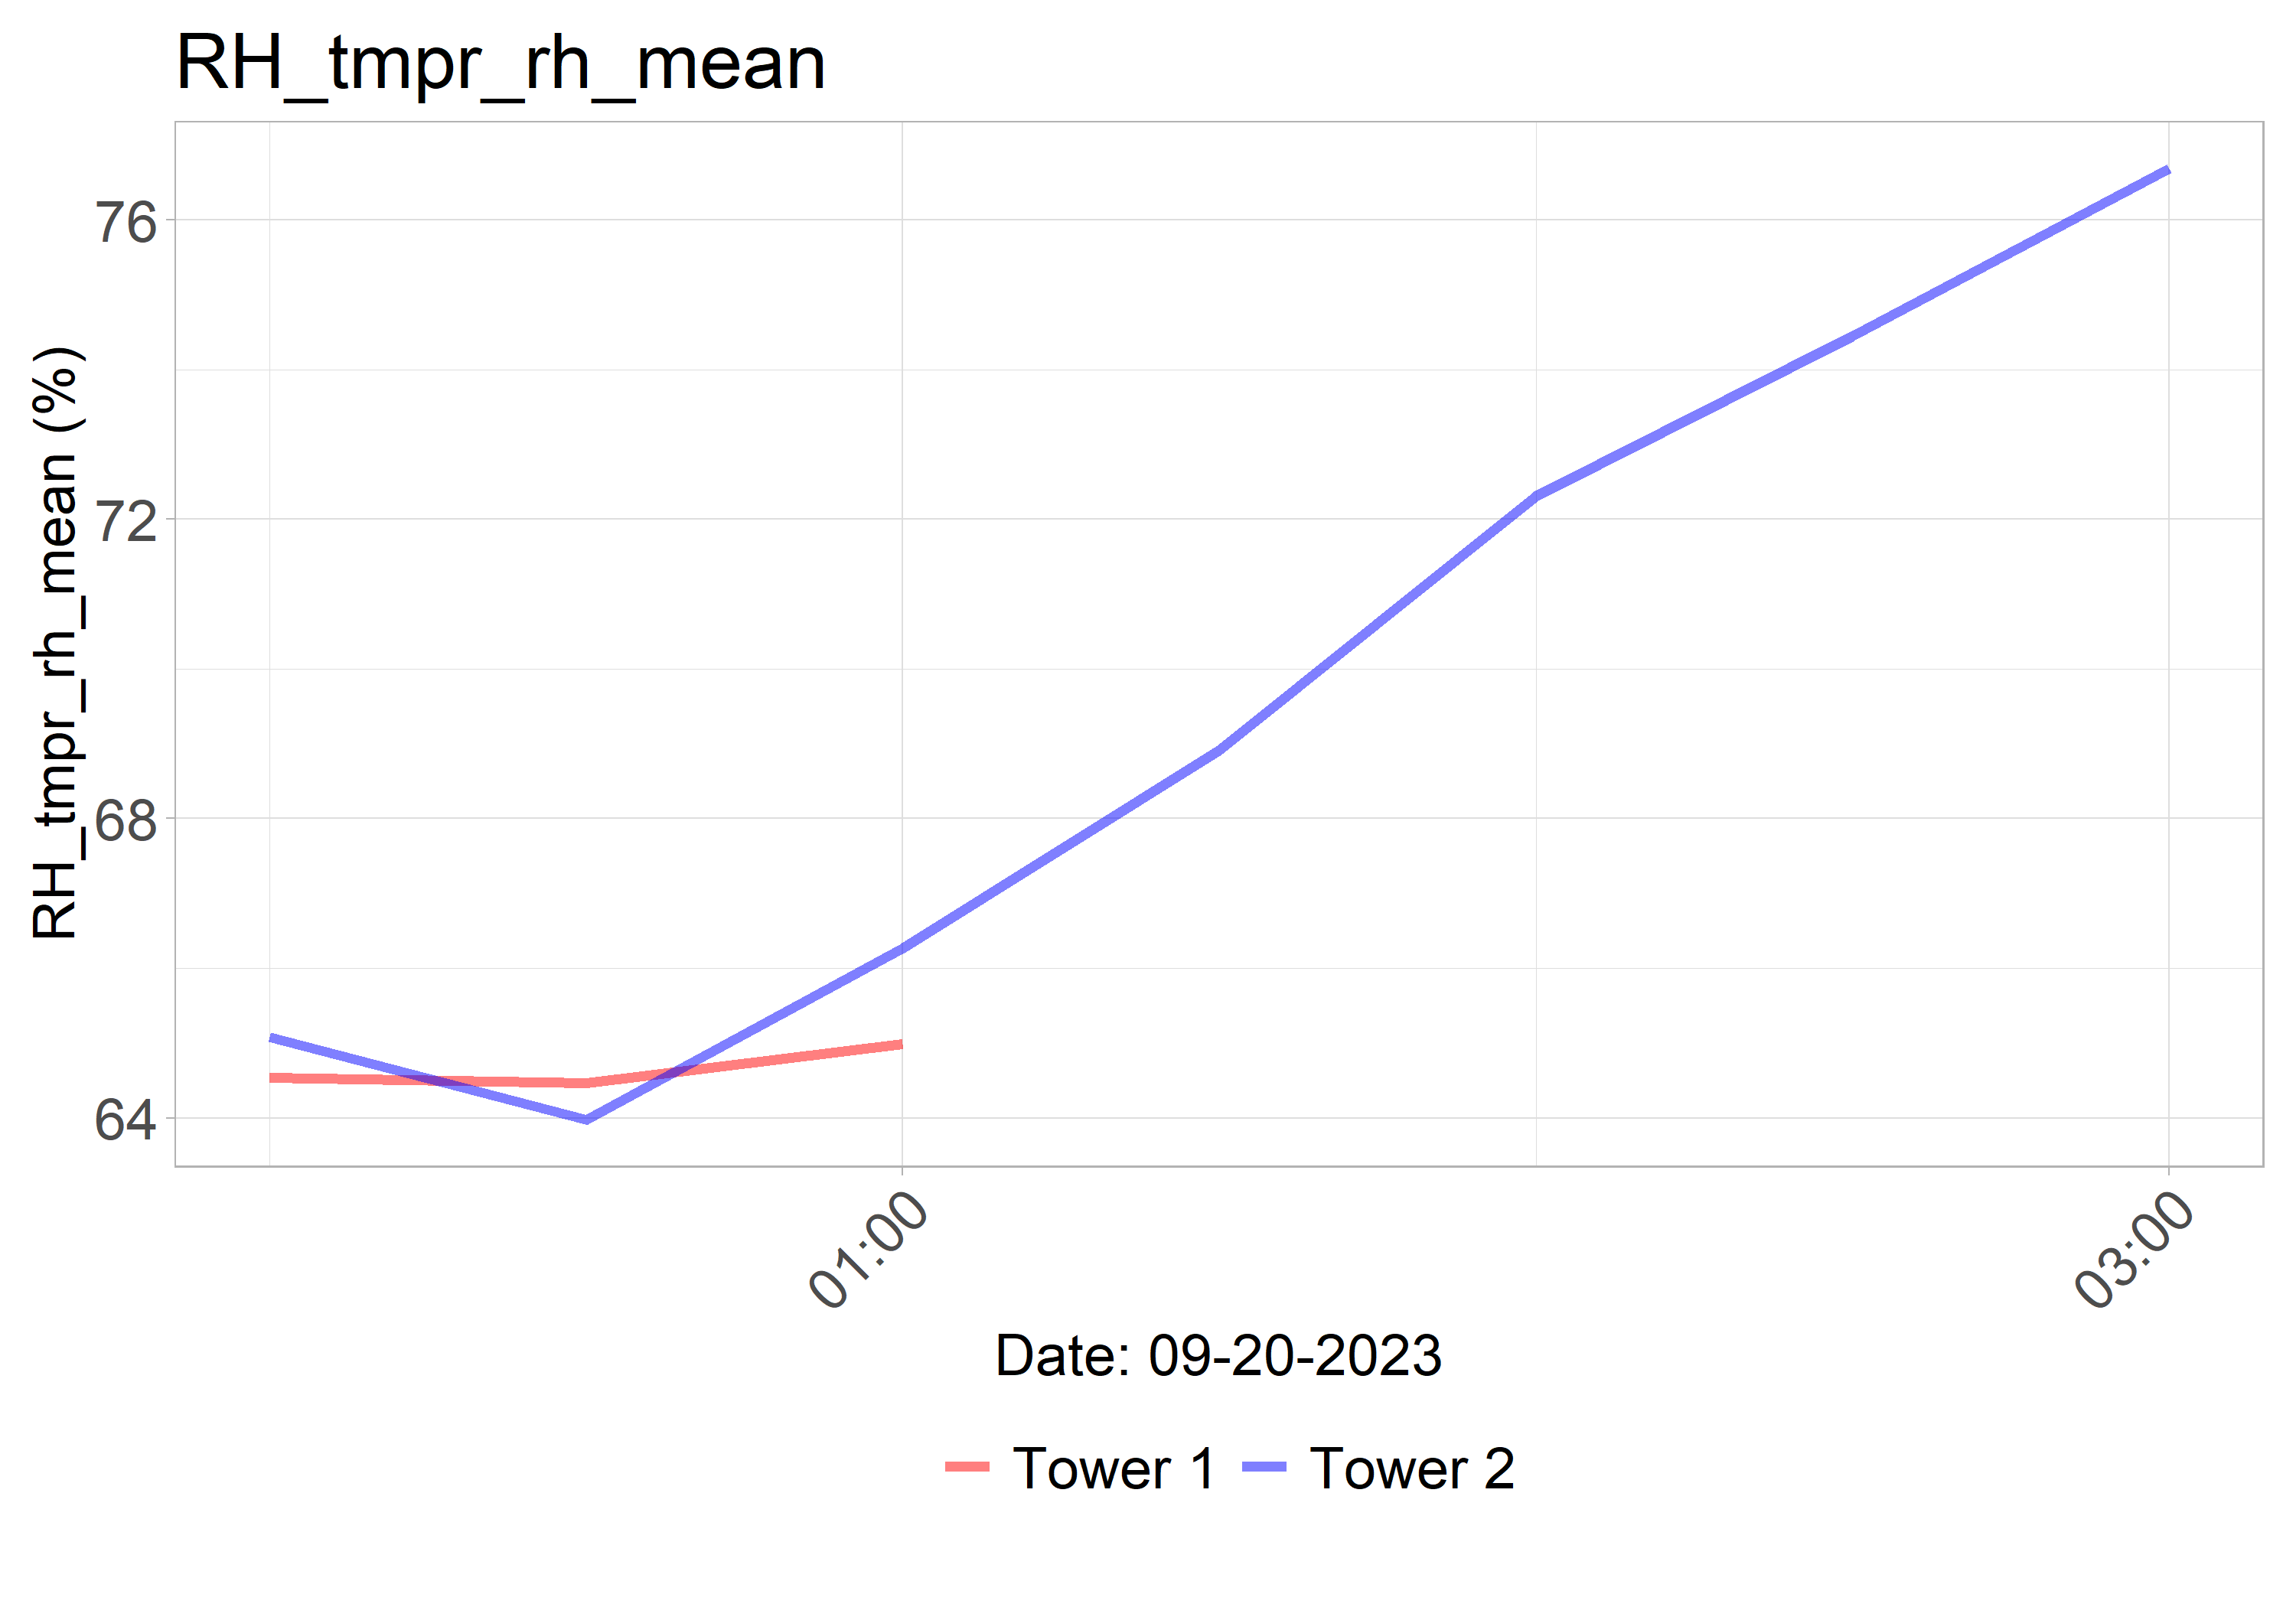 RH_tmpr_rh_mean
RH_tmpr_rh_mean (%)
76
72
68
64
01:00
03:00
Date: 09-20-2023
Tower 1
Tower 2